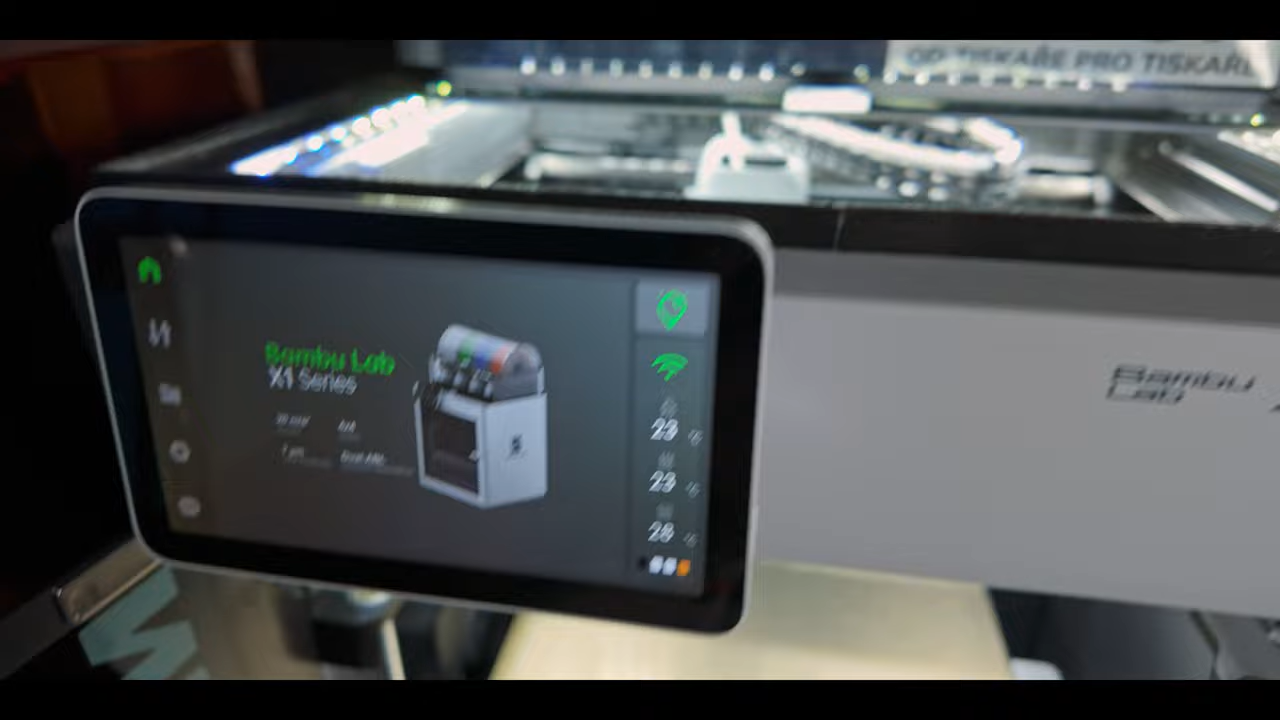 OD TISKAŘE PRO TISKAŘE
Bambu Lab
X1 Series
23
23
28
Bambu
Lab